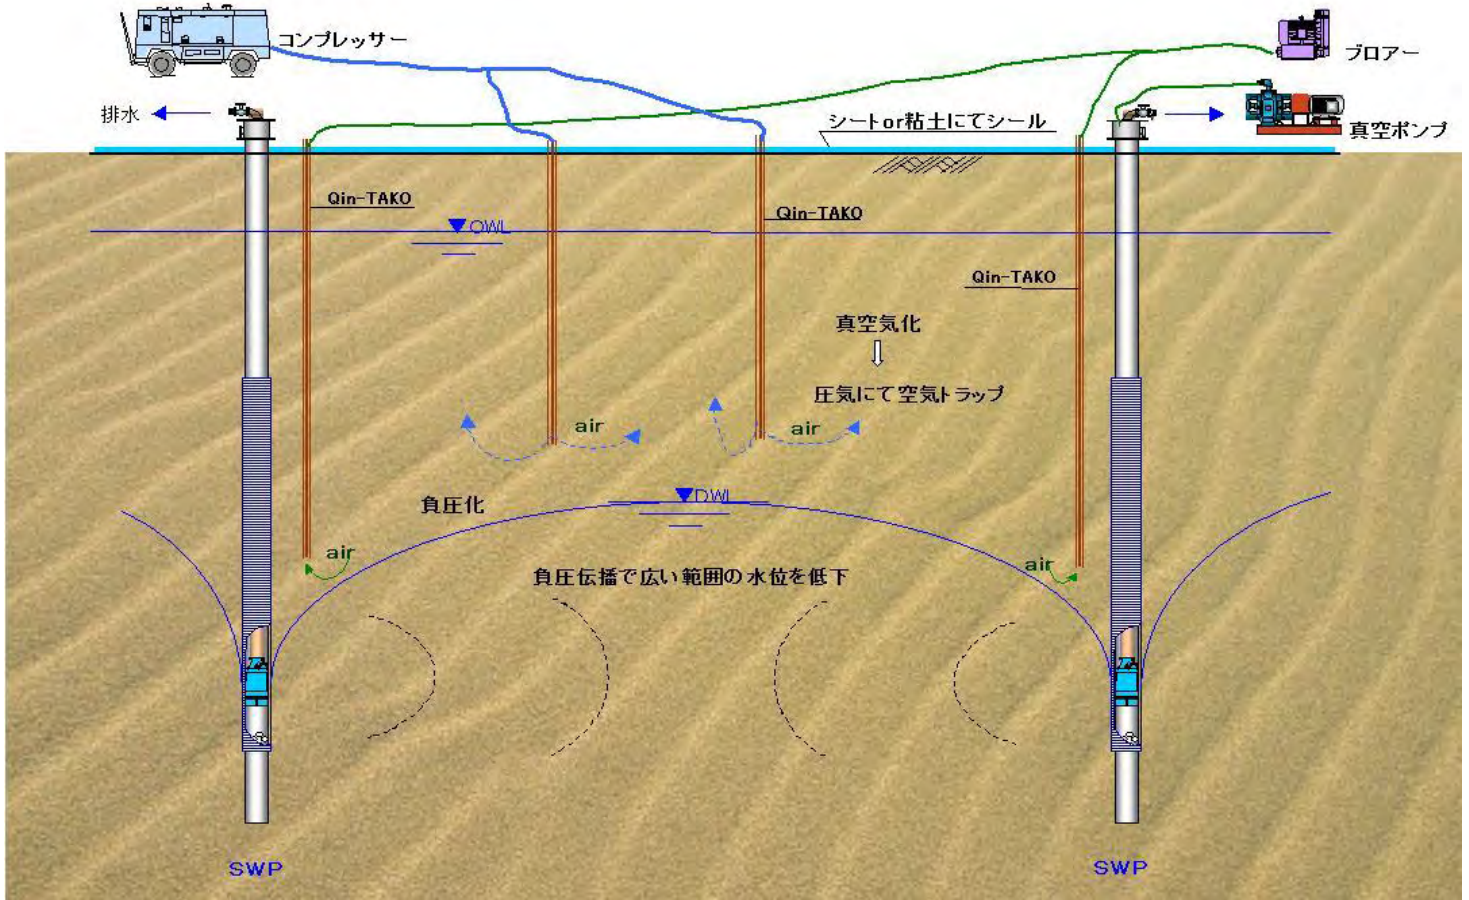 コンプレッサー
ブロアー
排水
シートor粘土にてシール
真空ポンプ
Qin-TAKO
OWL
Qin-TAKO
Qin-TAKO
真空気化
圧気にて空気トラップ
air
air
負圧化
DWL
air
air
負圧伝播で広い範囲の水位を低下
SWP
SWP